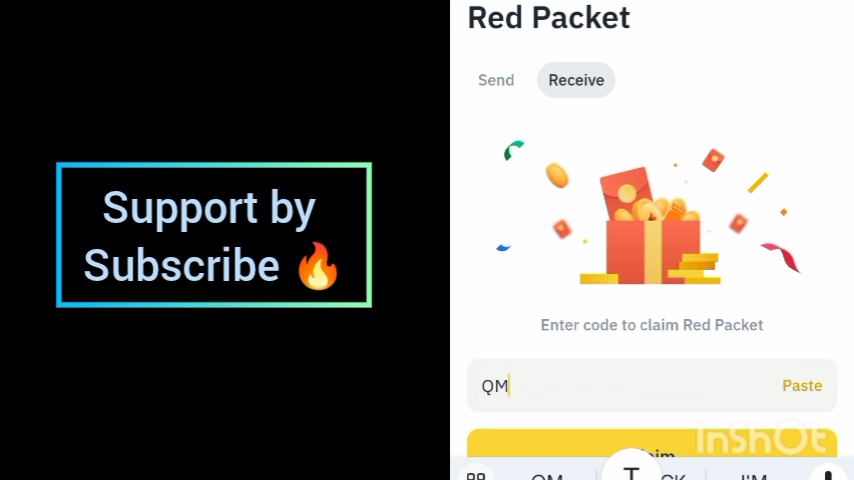 Support by
Subscribe 🔥
Red Packet
Send
Receive
Enter code to claim Red Packet
QM
Paste
InShOt
T
I'M